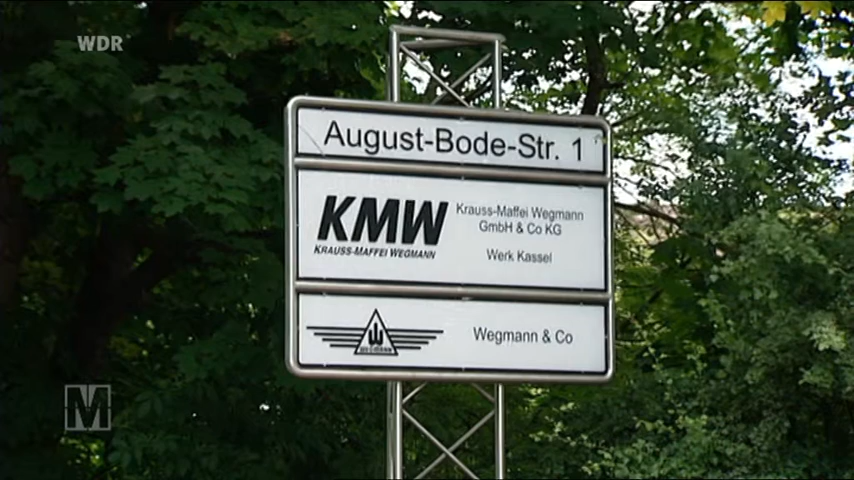 WDR
August-Bode-Str. 1
KMW
KRAUSS-MAFFEI WEGMANN
Krauss-Maffei Wegmann
GmbH & Co KG
Werk Kassel
W
WEGMANN
Wegmann & Co
M